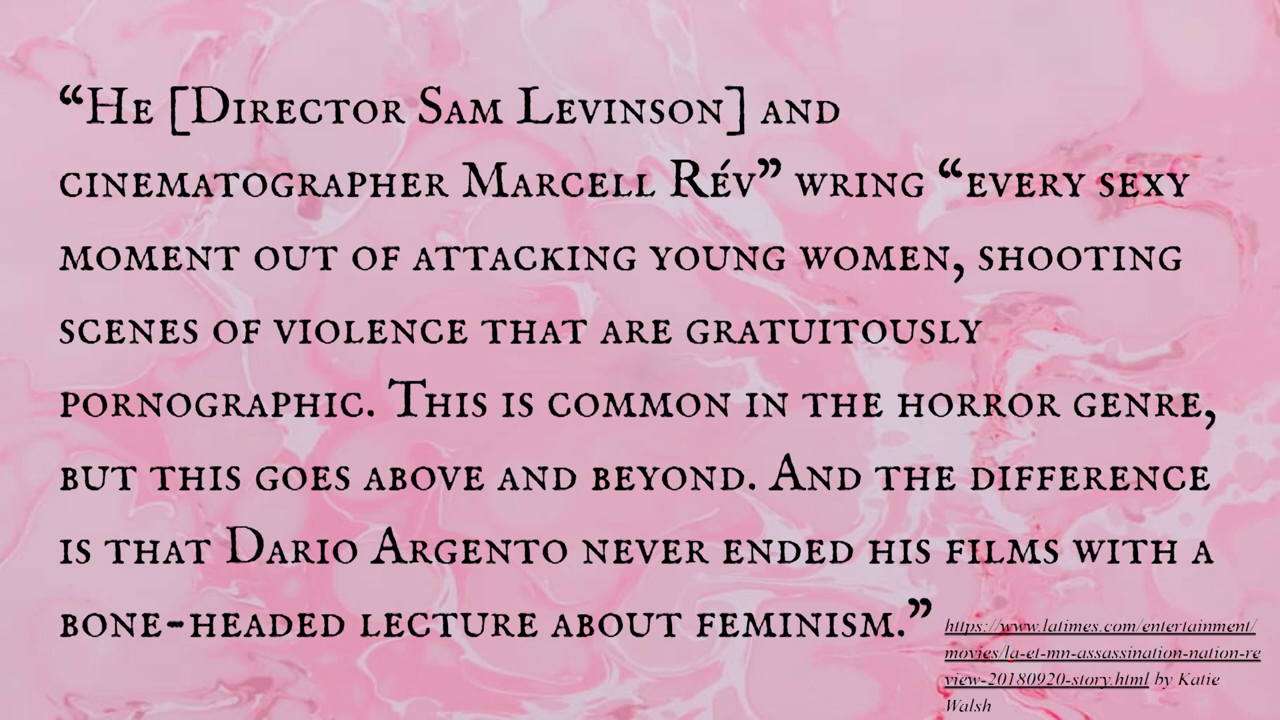 “He [Director Sam Levinson] and
cinematographer Marcell Rév” wring “every sexy
moment out of attacking young women, shooting
scenes of violence that are gratuitously
pornographic. This is common in the horror genre,
but this goes above and beyond. And the difference
is that Dario Argento never ended his films with a
bone-headed lecture about feminism.”
https://www.latimes.com/entertainment/
movies/la-et-mn-assassination-nation-re
view-20180920-story.html by Katie
Walsh